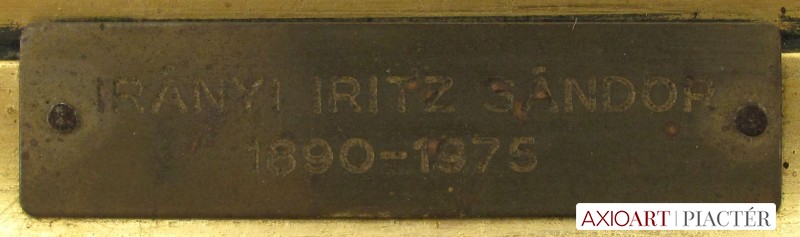 IRÁNYI IRITZ SÁNDOR
1890-1975
AXIOART | PIACTÉR